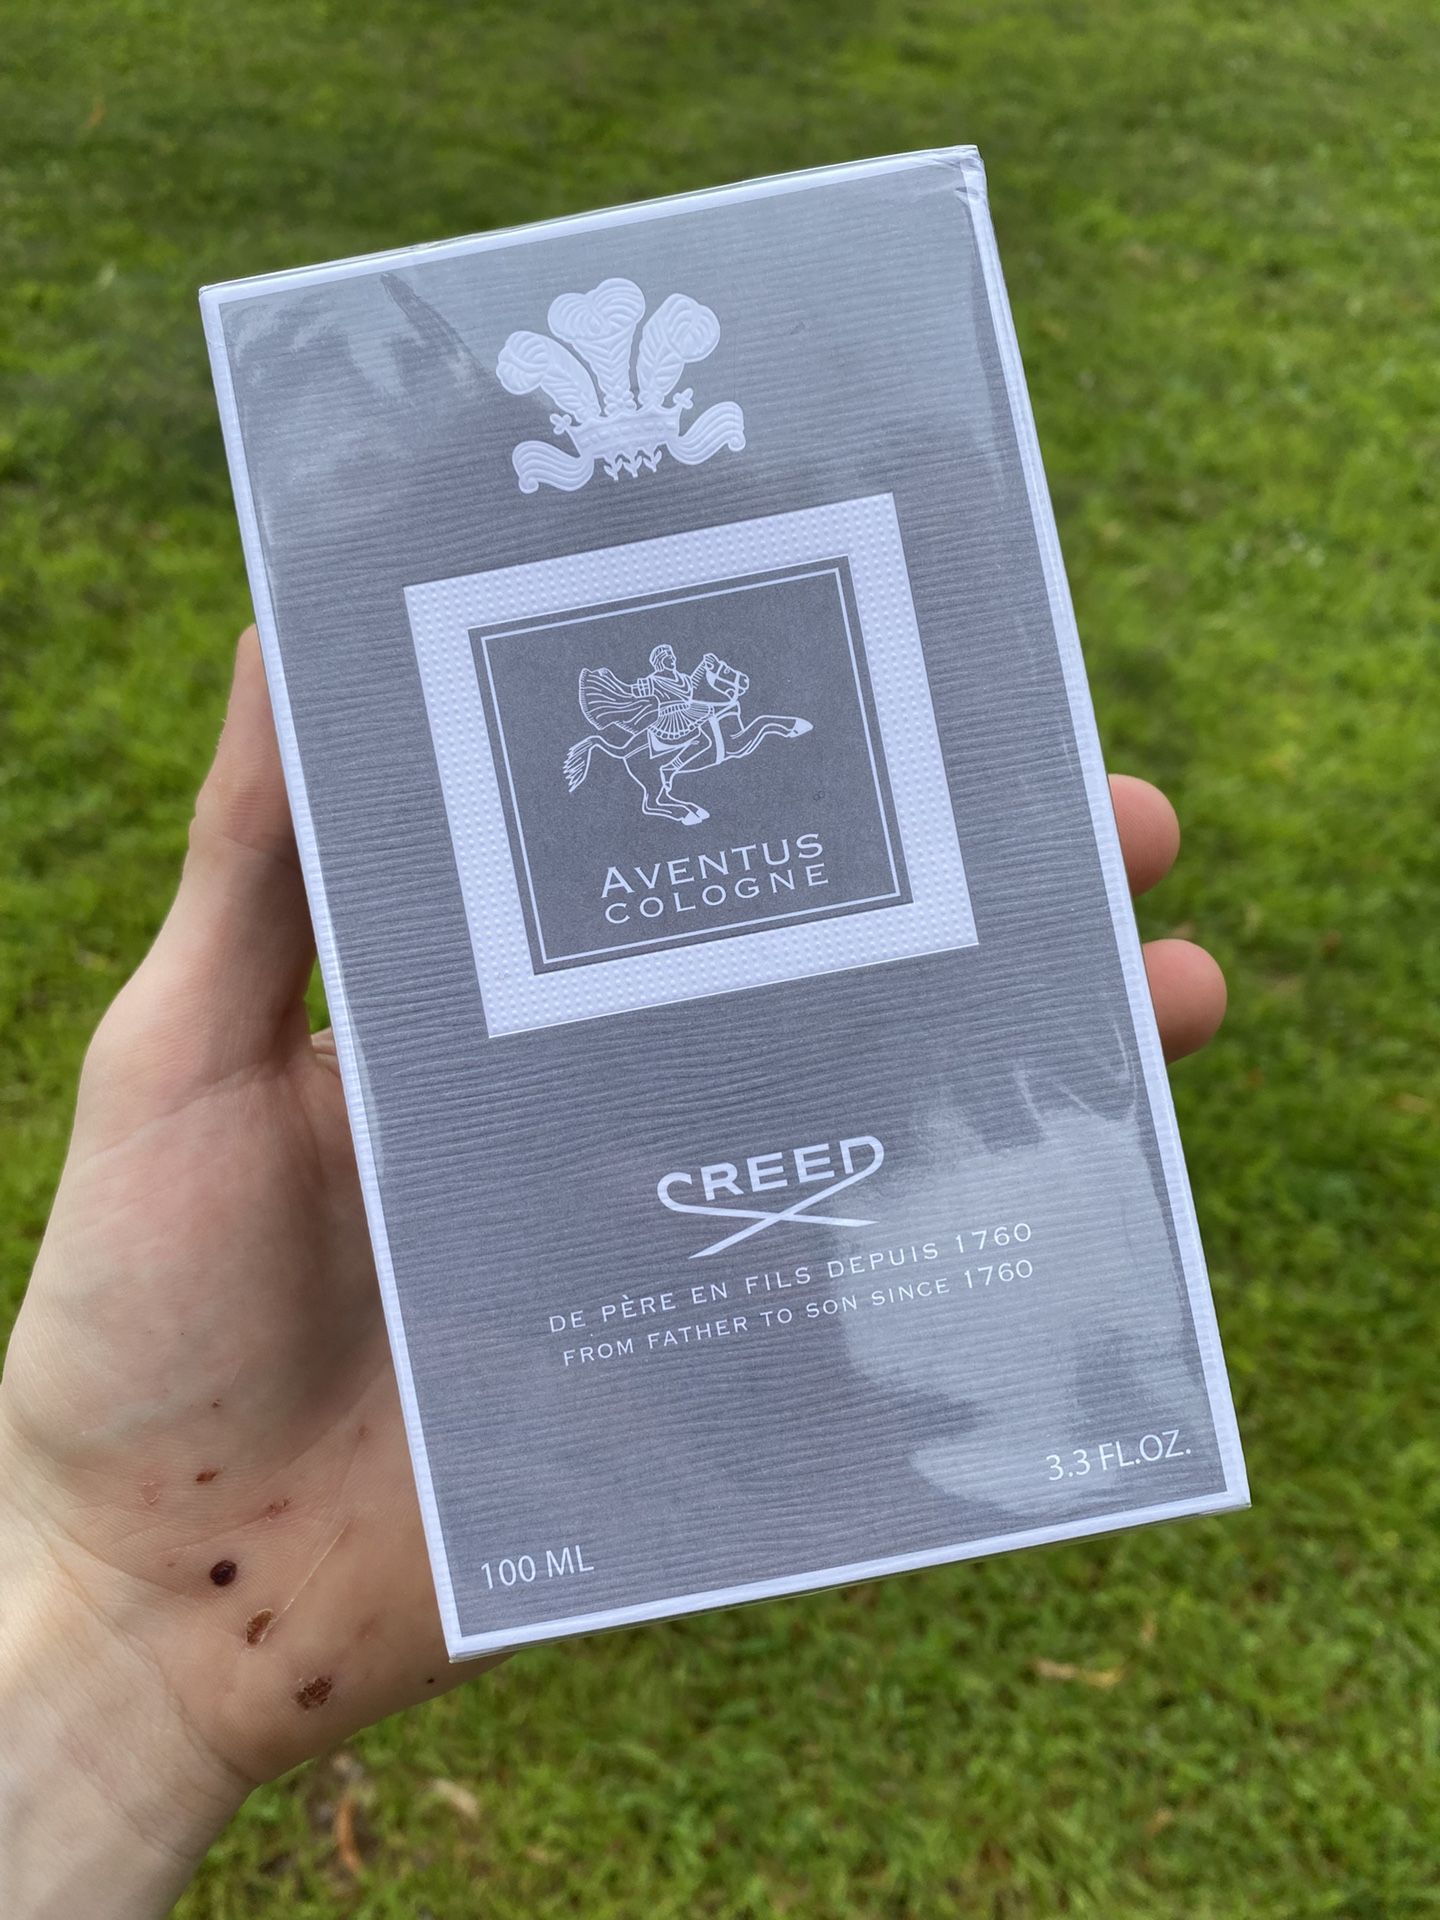 AVENTUS
COLOGNE
CREED
DE PÈRE EN FILS DEPUIS 1760
FROM FATHER TO SON SINCE 1760
3.3 FL.OZ.
100 ML